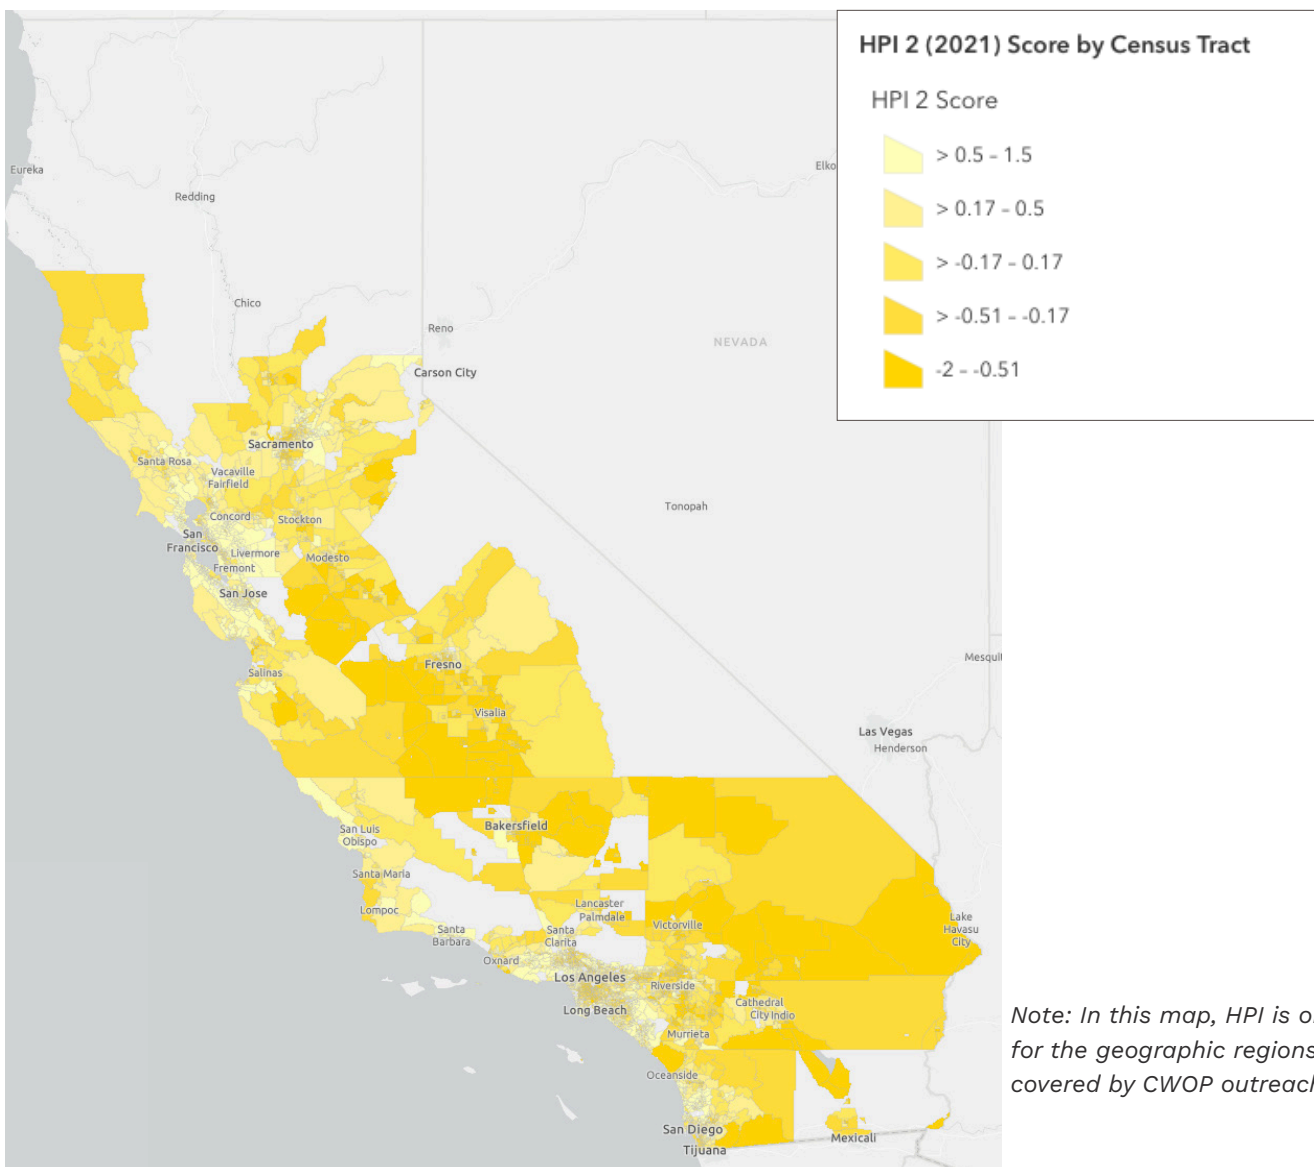 HPI 2 (2021) Score by Census Tract
HPI 2 Score
> 0.5 – 1.5
> 0.17 – 0.5
> -0.17 – 0.17
> -0.51 – -0.17
-2 – -0.51
Eureka
Redding
Elko
Chico
Reno
NEVADA
Carson City
Sacramento
Santa Rosa
Vacaville
Fairfield
Tonopah
Concord
Stockton
San
Francisco
Livermore
Modesto
Fremont
San Jose
Mesquit
Fresno
Salinas
Visalia
Las Vegas
Henderson
Bakersfield
San Luis
Obispo
Santa Maria
Lancaster
Palmdale
Lompoc
Victorville
Lake
Havasu
City
Santa
Barbara
Santa
Clarita
Oxnard
Los Angeles
Riverside
Long Beach
Cathedral
City
Indio
Murrieta
Oceanside
San Diego
Tijuana
Mexicali
Note: In this map, HPI is o
for the geographic regions
covered by CWOP outreach